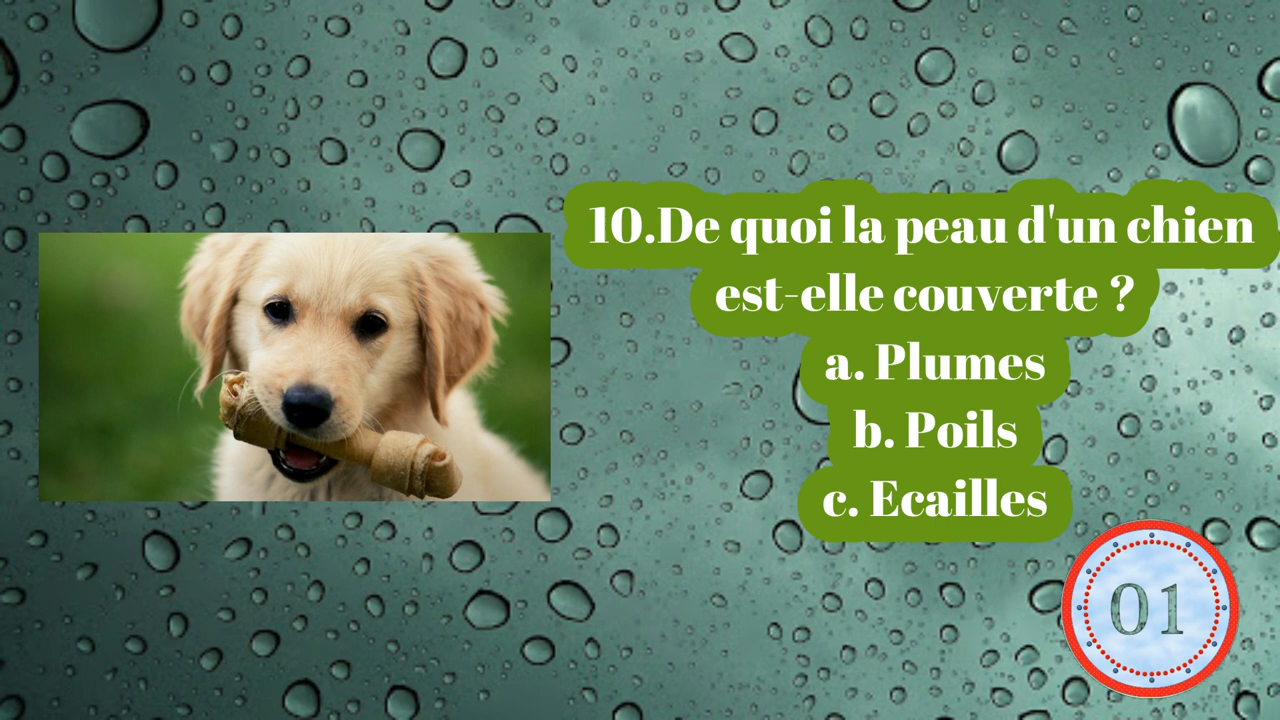 10.De quoi la peau d'un chien
est-elle couverte ?
a. Plumes
b. Poils
c. Ecailles
01